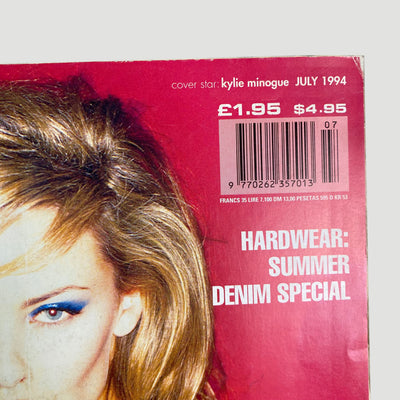 cover star: kylie minogue JULY 1994
£1.95 $4.95
07
9 770262 357013
FRANCS 35 LIRE 7.100 DM 13,00 PESETAS 595 D KR 53
HARDWEAR:
SUMMER
DENIM SPECIAL